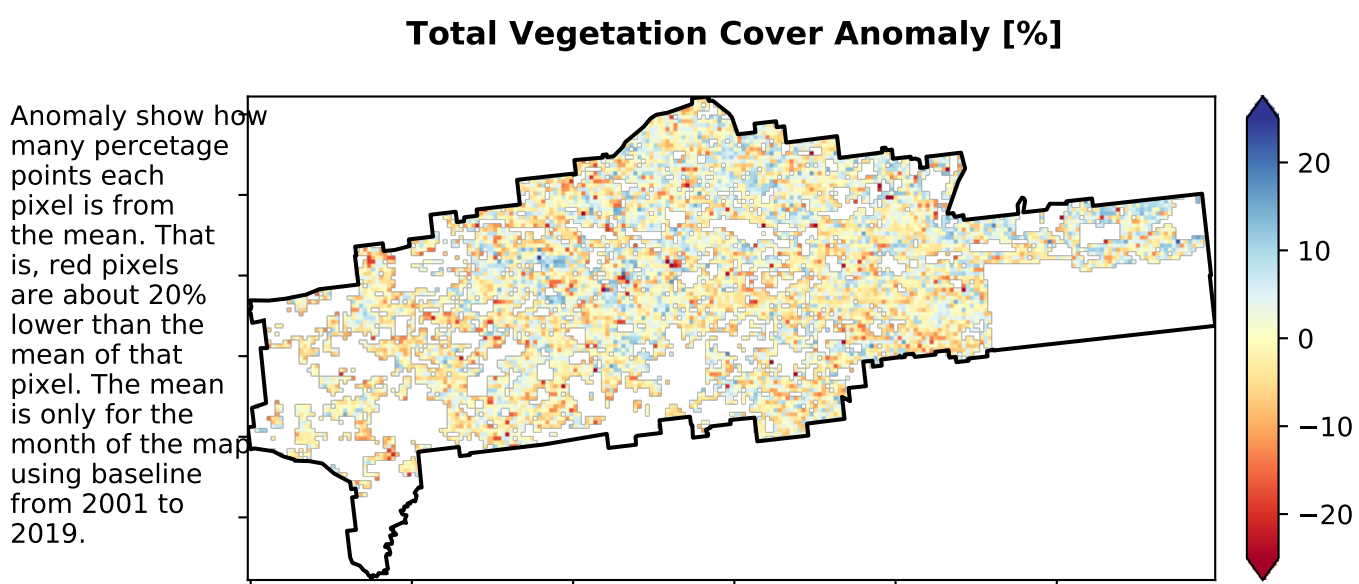 Total Vegetation Cover Anomaly [%]
Anomaly show how
many percetage
points each
pixel is from
the mean. That
is, red pixels
are about 20%
lower than the
mean of that
pixel. The mean
is only for the
month of the map
using baseline
from 2001 to
2019.
20
10
0
−10
−20